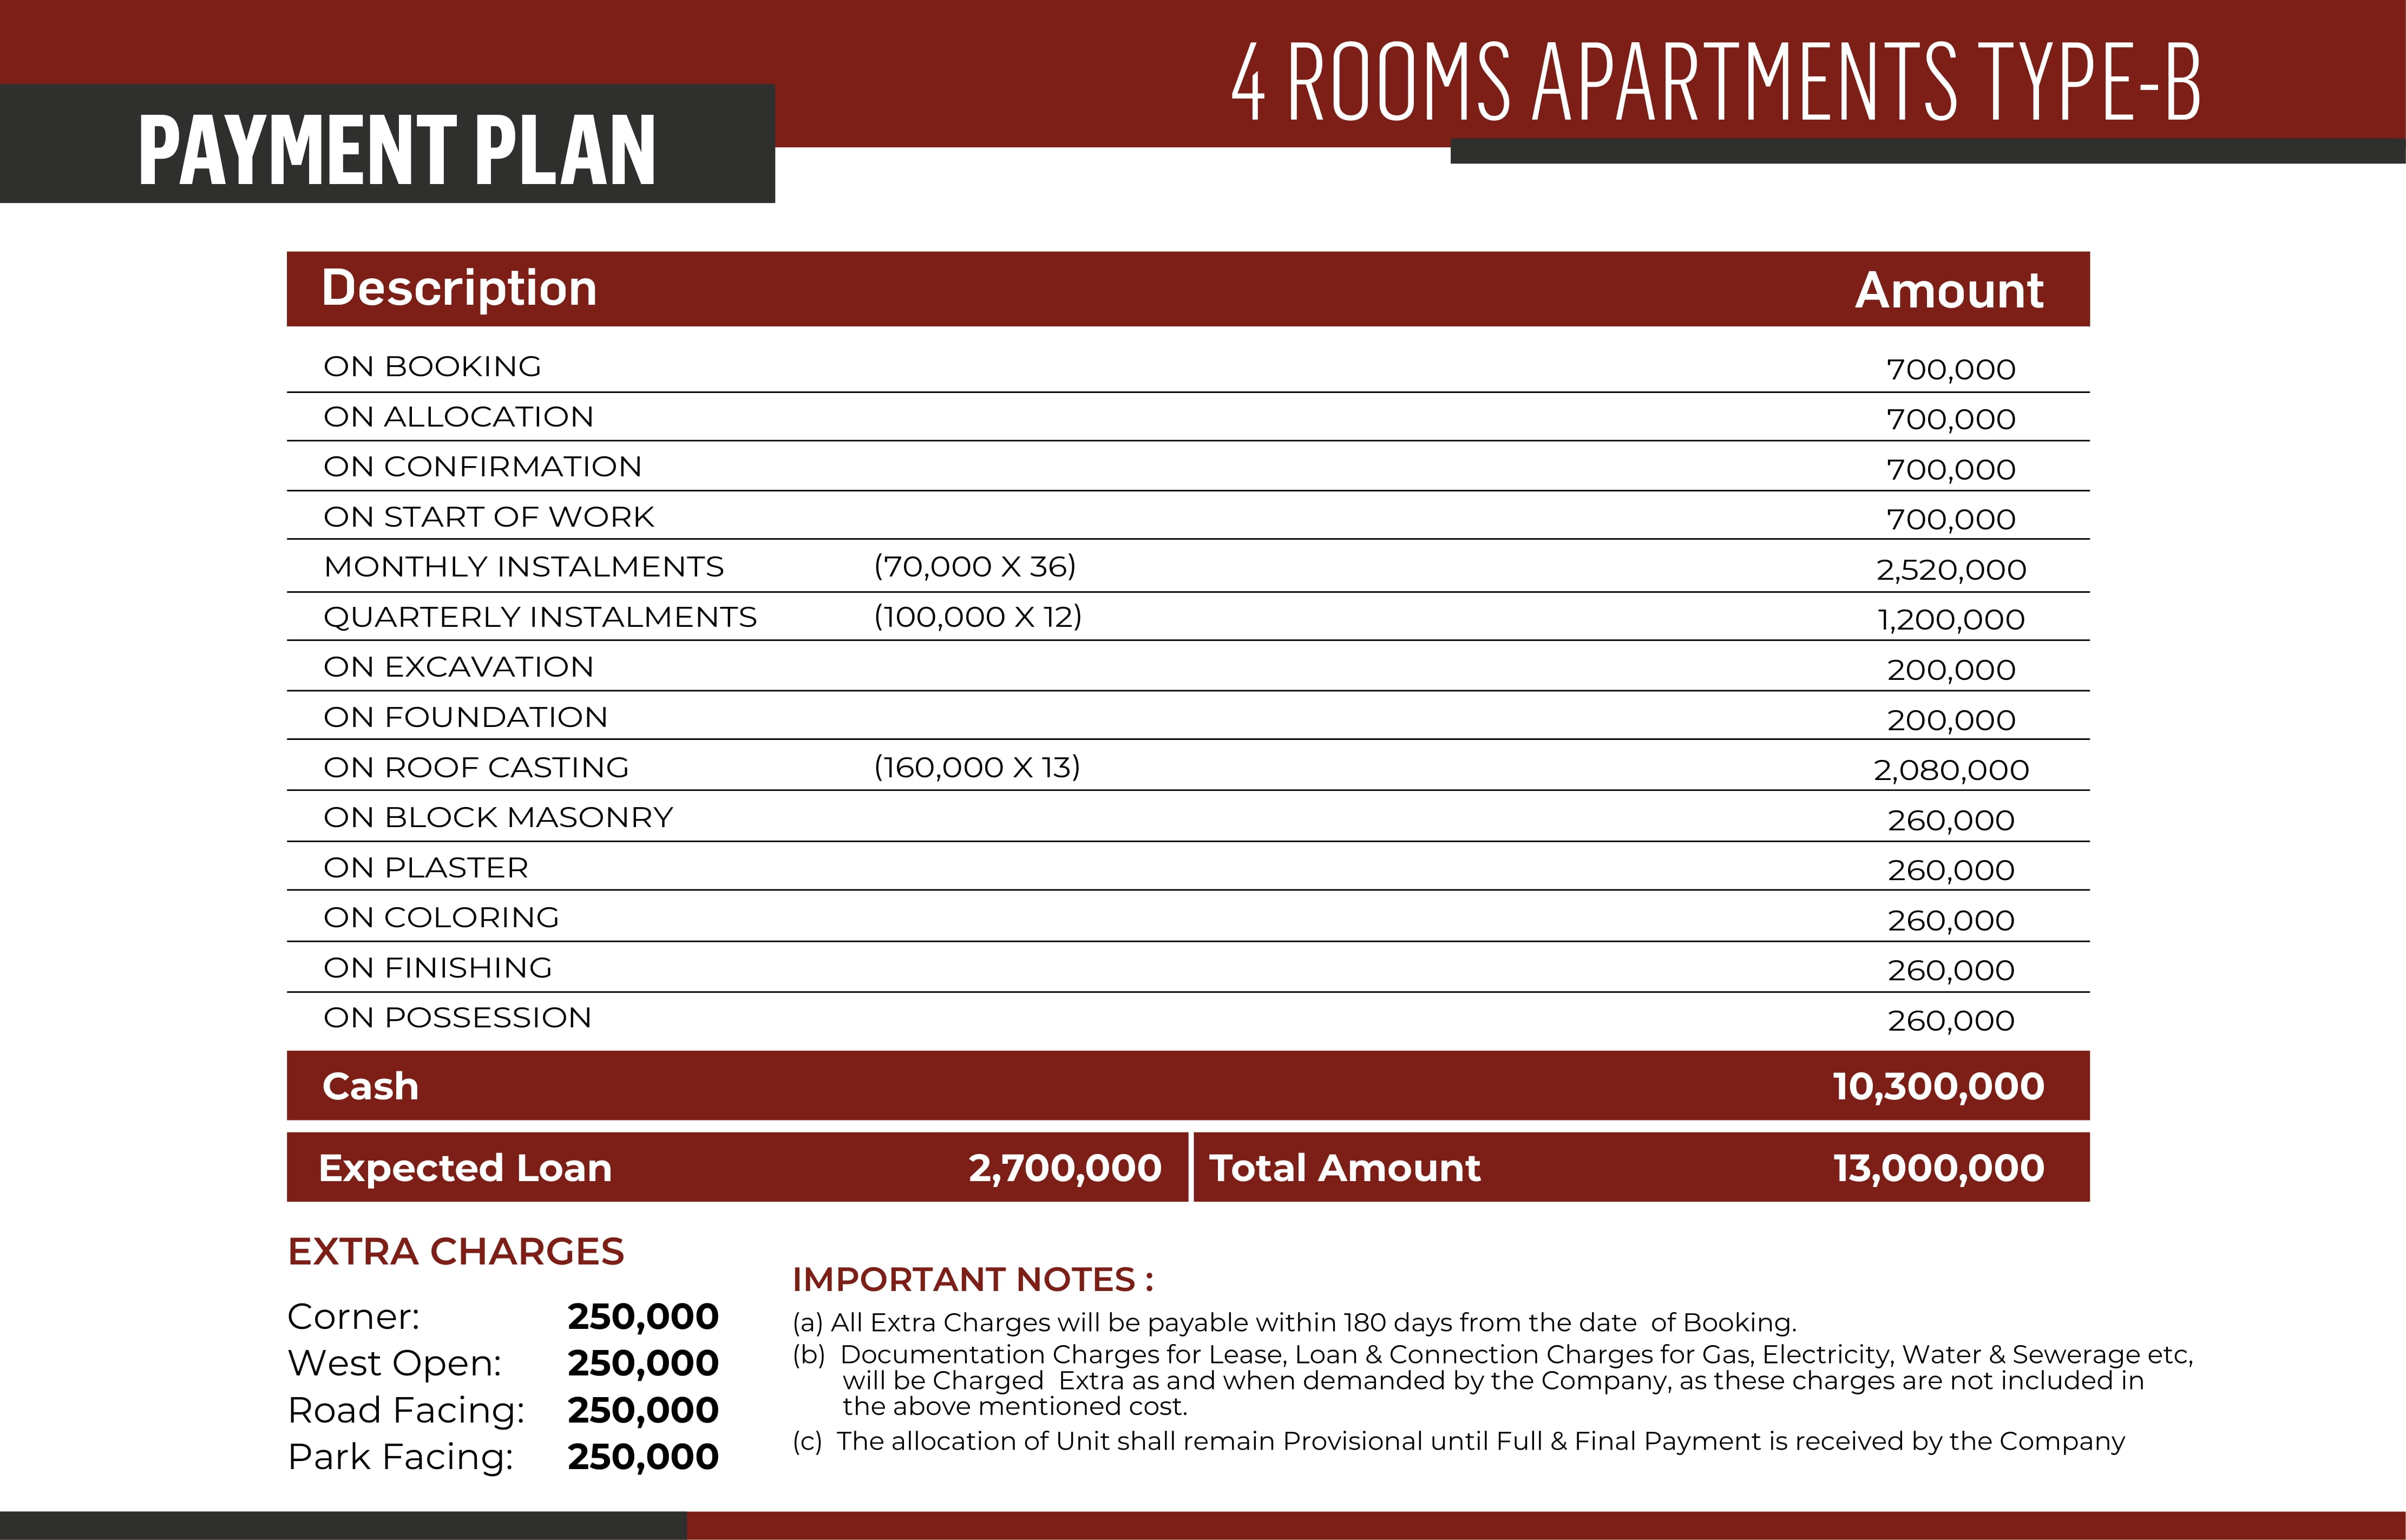 4 ROOMS APARTMENTS TYPE-B
PAYMENT PLAN
Description Amount
ON BOOKING 700,000
ON ALLOCATION 700,000
ON CONFIRMATION 700,000
ON START OF WORK 700,000
MONTHLY INSTALMENTS (70,000 X 36) 2,520,000
QUARTERLY INSTALMENTS (100,000 X 12) 1,200,000
ON EXCAVATION 200,000
ON FOUNDATION 200,000
ON ROOF CASTING (160,000 X 13) 2,080,000
ON BLOCK MASONRY 260,000
ON PLASTER 260,000
ON COLORING 260,000
ON FINISHING 260,000
ON POSSESSION 260,000
Cash 10,300,000
Expected Loan 2,700,000 Total Amount 13,000,000
EXTRA CHARGES
Corner: 250,000
West Open: 250,000
Road Facing: 250,000
Park Facing: 250,000
IMPORTANT NOTES :
(a) All Extra Charges will be payable within 180 days from the date of Booking.
(b) Documentation Charges for Lease, Loan & Connection Charges for Gas, Electricity, Water & Sewerage etc,
will be Charged Extra as and when demanded by the Company, as these charges are not included in
the above mentioned cost.
(c) The allocation of Unit shall remain Provisional until Full & Final Payment is received by the Company